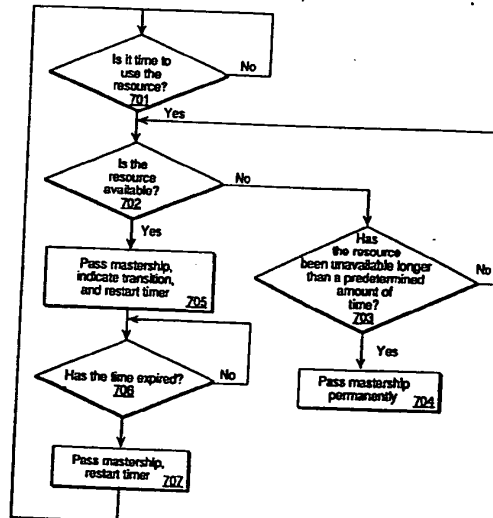 Is it time to
use the
resource?
701
No
Yes
Is the
resource
available?
702
No
Yes
Pass mastership,
indicate transition,
and restart timer
705
Has
the resource
been unavailable longer
than a predetermined
amount of
time?
703
No
Yes
Pass mastership
permanently
704
Has the time expired?
706
No
Pass mastership,
restart timer
707